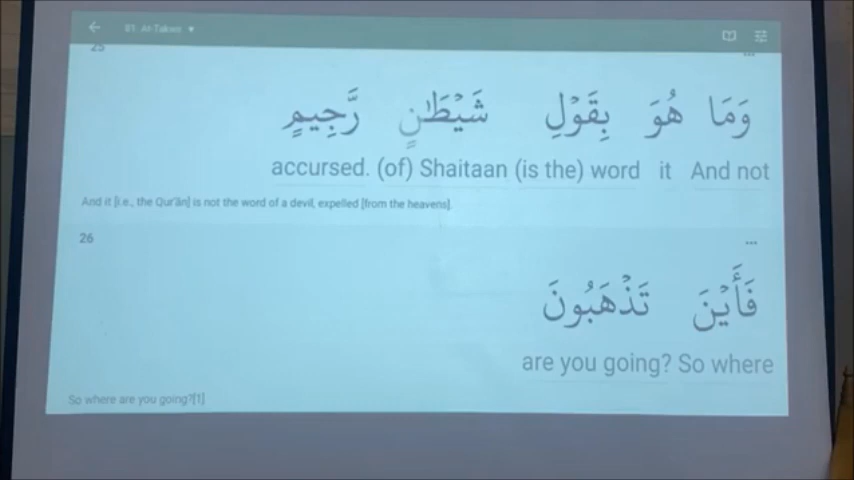 81. At-Takwir
25
وَمَا هُوَ بِقَوۡلِ شَيۡطَٰنٖ رَّجِيمٖ
accursed. (of) Shaitaan (is the) word it And not
And it [i.e., the Qur'ān] is not the word of a devil, expelled [from the heavens].
26
فَأَيۡنَ تَذۡهَبُونَ
are you going? So where
So where are you going?[1]